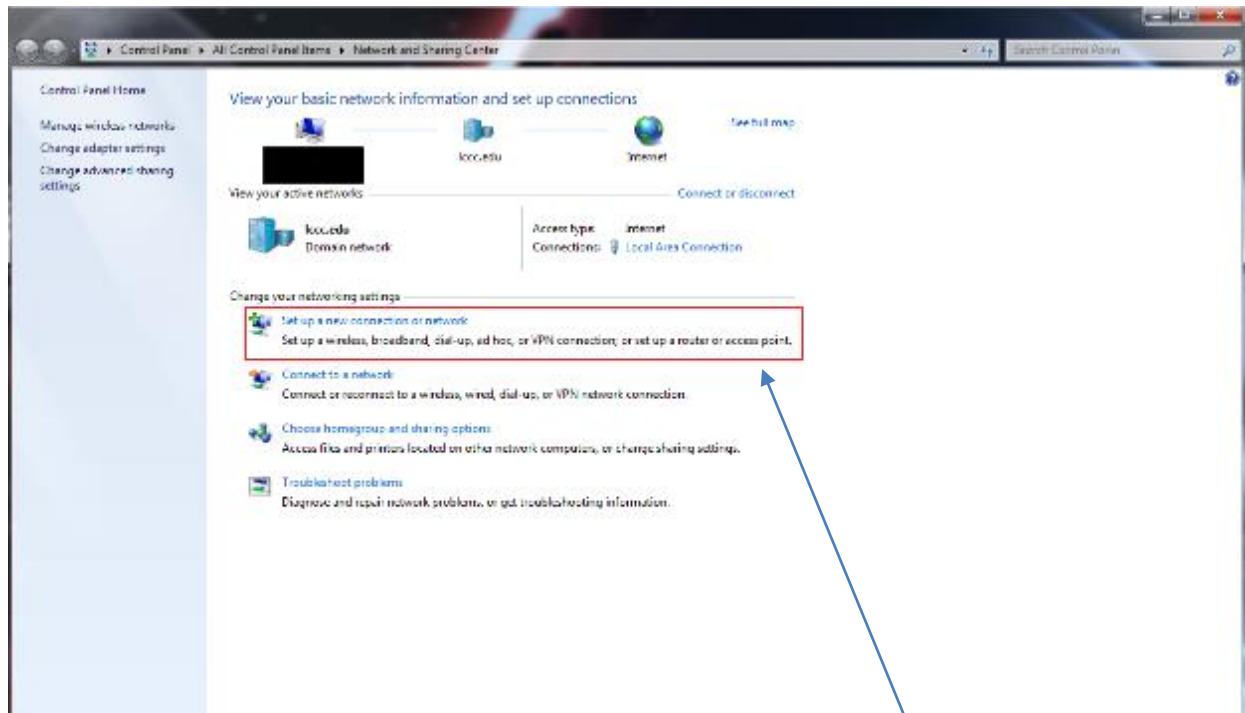 Control Panel ▸ All Control Panel Items ▸ Network and Sharing Center
Search Control Panel
Control Panel Home
Manage wireless networks
Change adapter settings
Change advanced sharing
settings
View your basic network information and set up connections
See full map
lccc.edu
Internet
View your active networks
Connect or disconnect
lccc.edu
Domain network
Access type: Internet
Connections: Local Area Connection
Change your networking settings
Set up a new connection or network
Set up a wireless, broadband, dial-up, ad hoc, or VPN connection; or set up a router or access point.
Connect to a network
Connect or reconnect to a wireless, wired, dial-up, or VPN network connection.
Choose homegroup and sharing options
Access files and printers located on other network computers, or change sharing settings.
Troubleshoot problems
Diagnose and repair network problems, or get troubleshooting information.